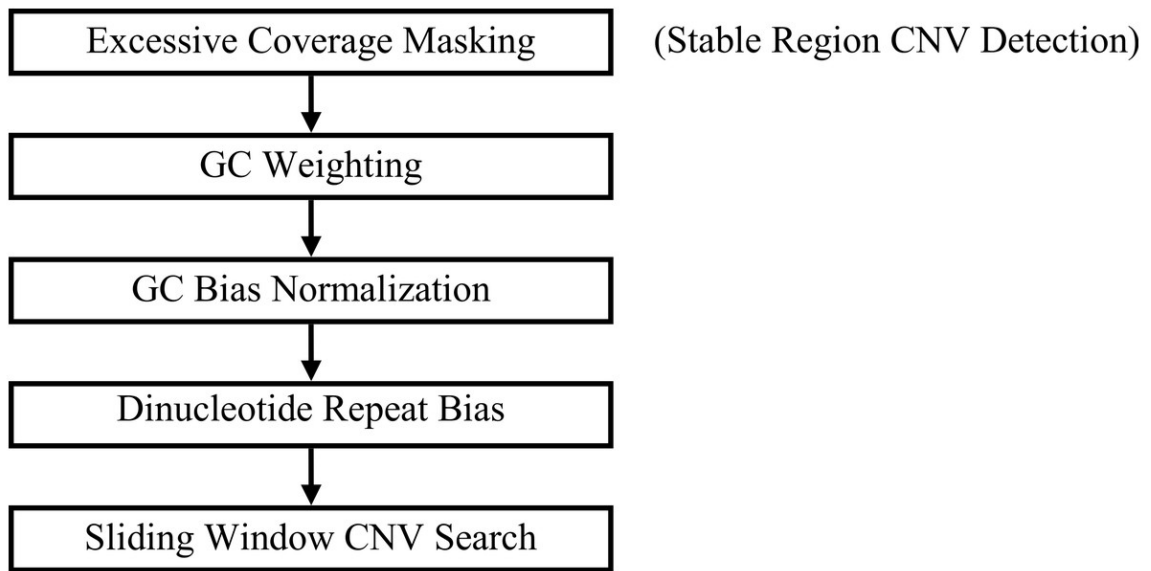 Excessive Coverage Masking
(Stable Region CNV Detection)
GC Weighting
GC Bias Normalization
Dinucleotide Repeat Bias
Sliding Window CNV Search